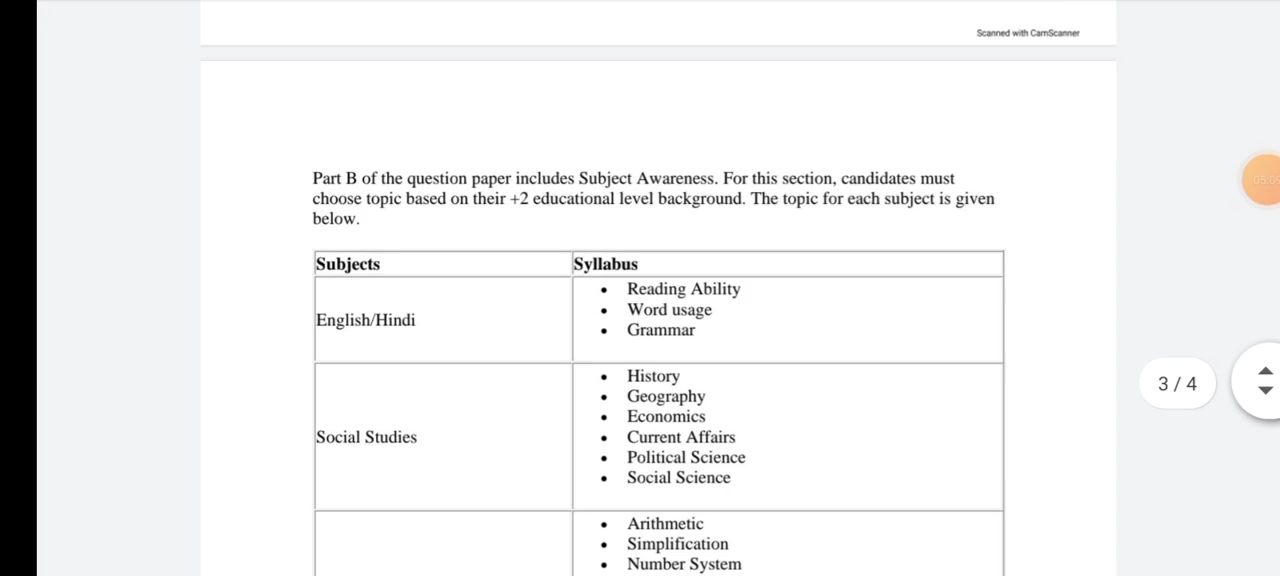 Scanned with CamScanner
Part B of the question paper includes Subject Awareness. For this section, candidates must
choose topic based on their +2 educational level background. The topic for each subject is given
below.
Subjects
Syllabus
English/Hindi
• Reading Ability
• Word usage
• Grammar
Social Studies
• History
• Geography
• Economics
• Current Affairs
• Political Science
• Social Science
• Arithmetic
• Simplification
• Number System
3 / 4